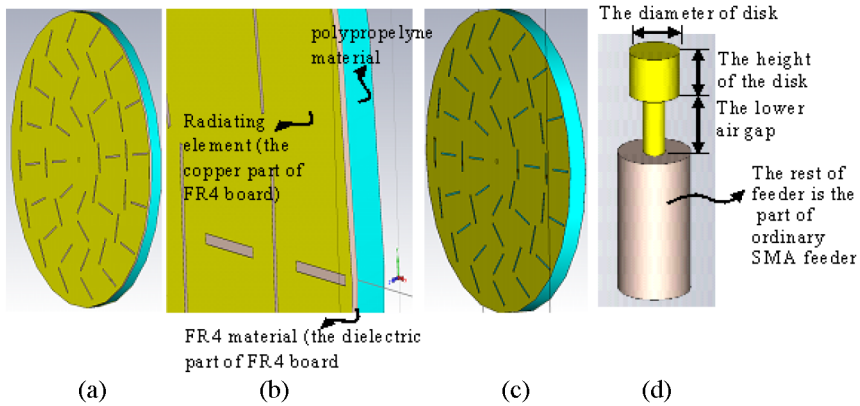 The diameter of disk
polypropelyne
material
The height
of the disk
The lower
air gap
Radiating
element (the
copper part of
FR4 board)
The rest of
feeder is the
part of
ordinary
SMA feeder
FR4 material (the dielectric
part of FR4 board
(a)
(b)
(c)
(d)